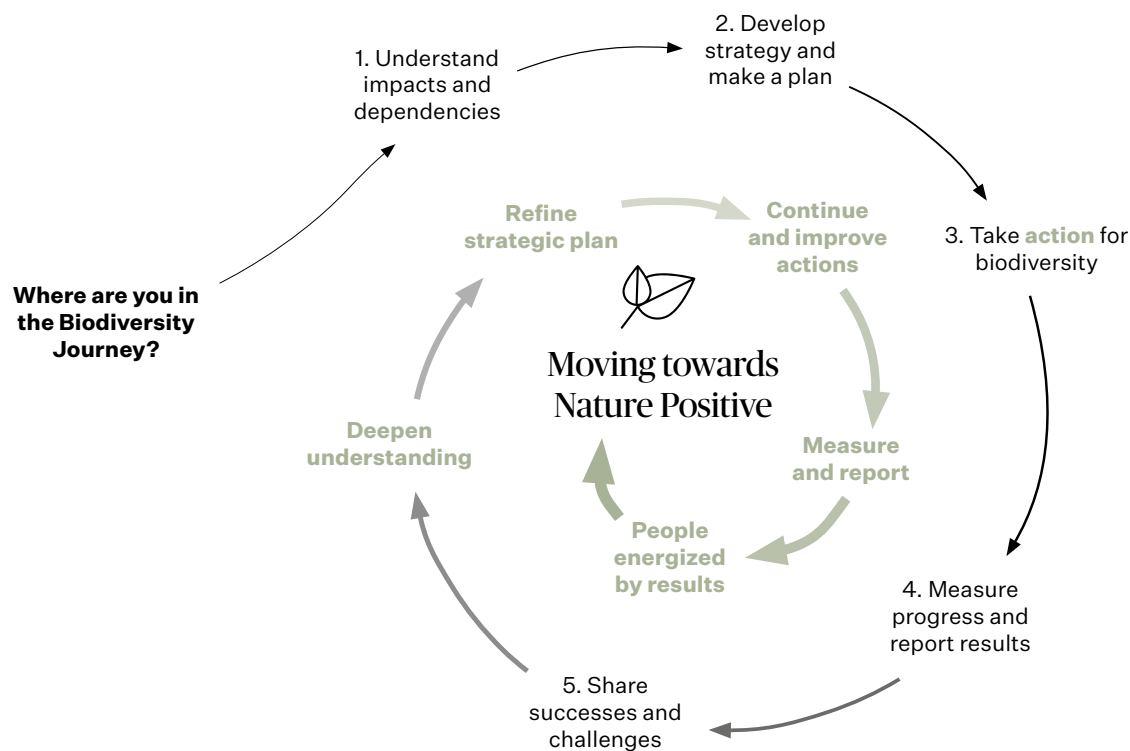 Where are you in
the Biodiversity
Journey?
1. Understand
impacts and
dependencies
2. Develop
strategy and
make a plan
3. Take action for
biodiversity
4. Measure
progress and
report results
5. Share
successes and
challenges
Deepen
understanding
Refine
strategic plan
Continue
and improve
actions
Measure
and report
People
energized
by results
Moving towards
Nature Positive